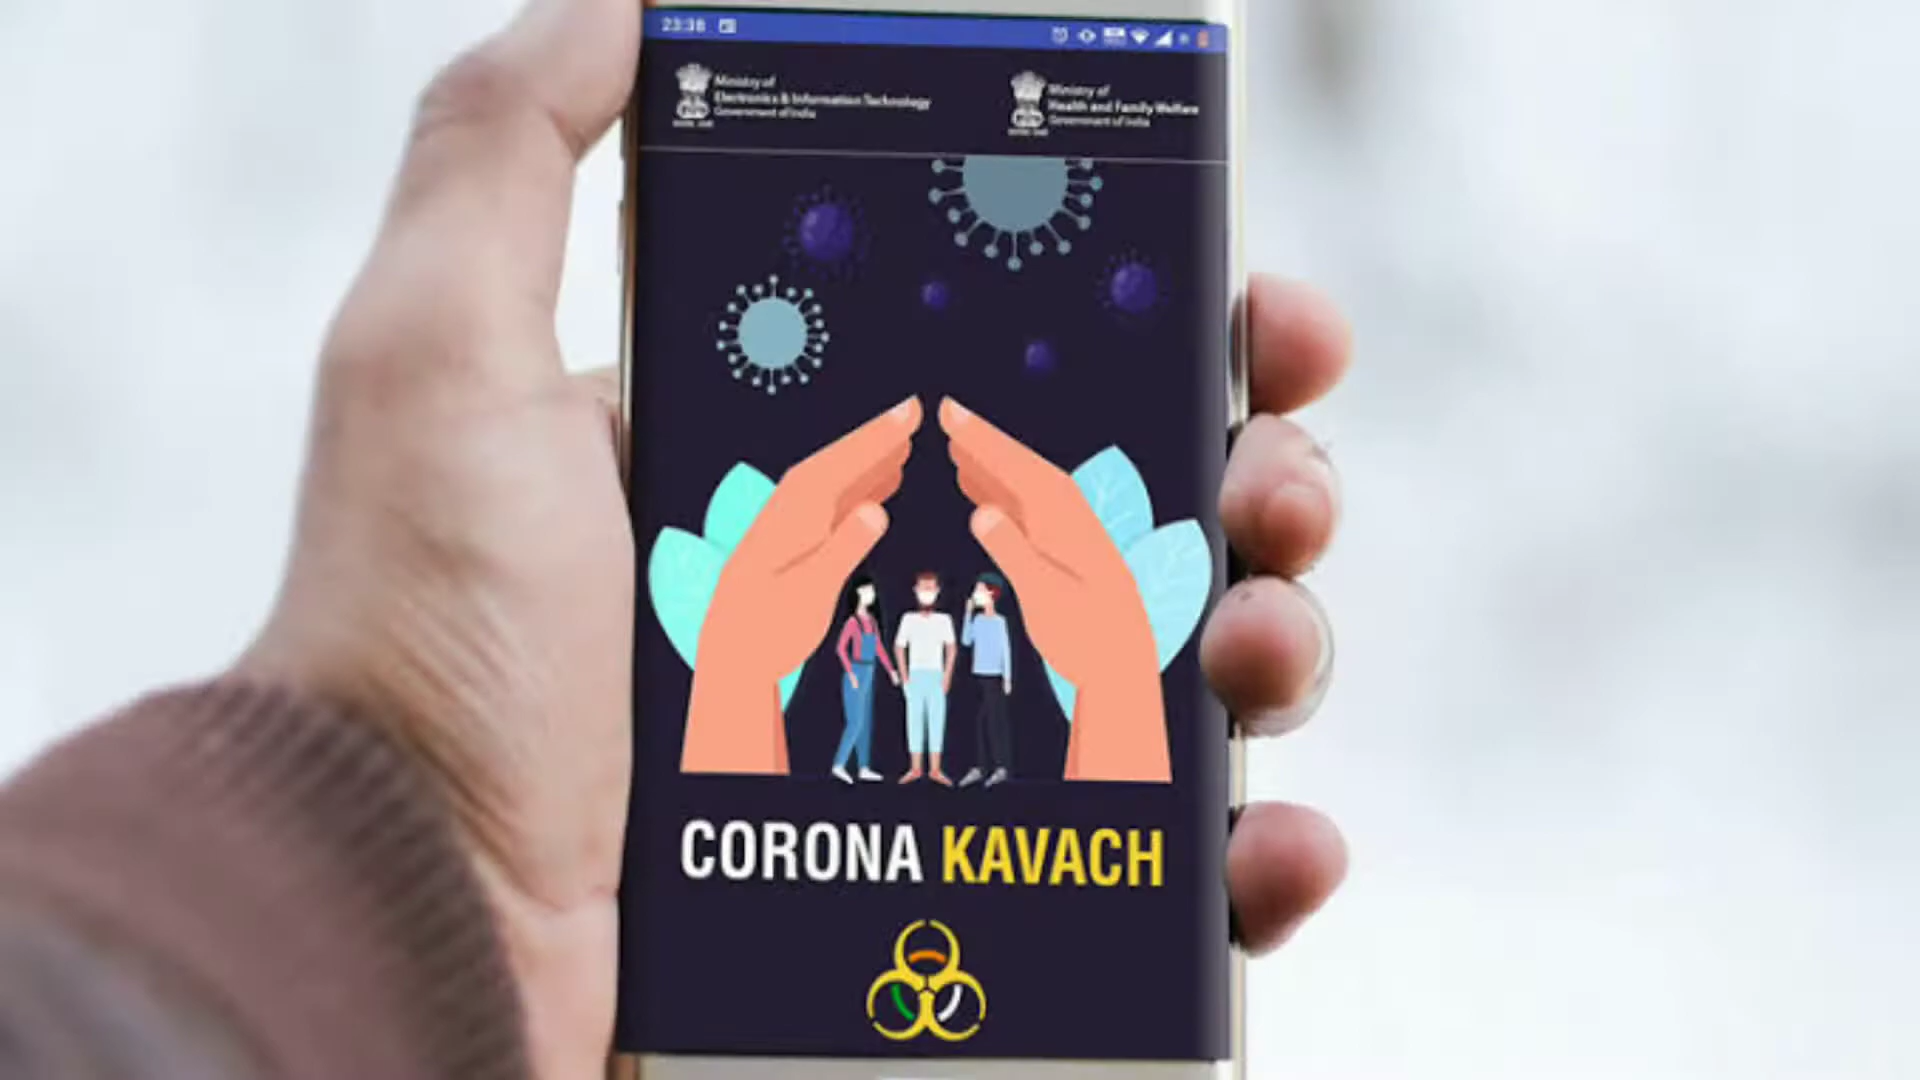 23:38
Ministry of
Electronics & Information Technology
Government of India
Ministry of
Health and Family Welfare
Government of India
CORONA KAVACH